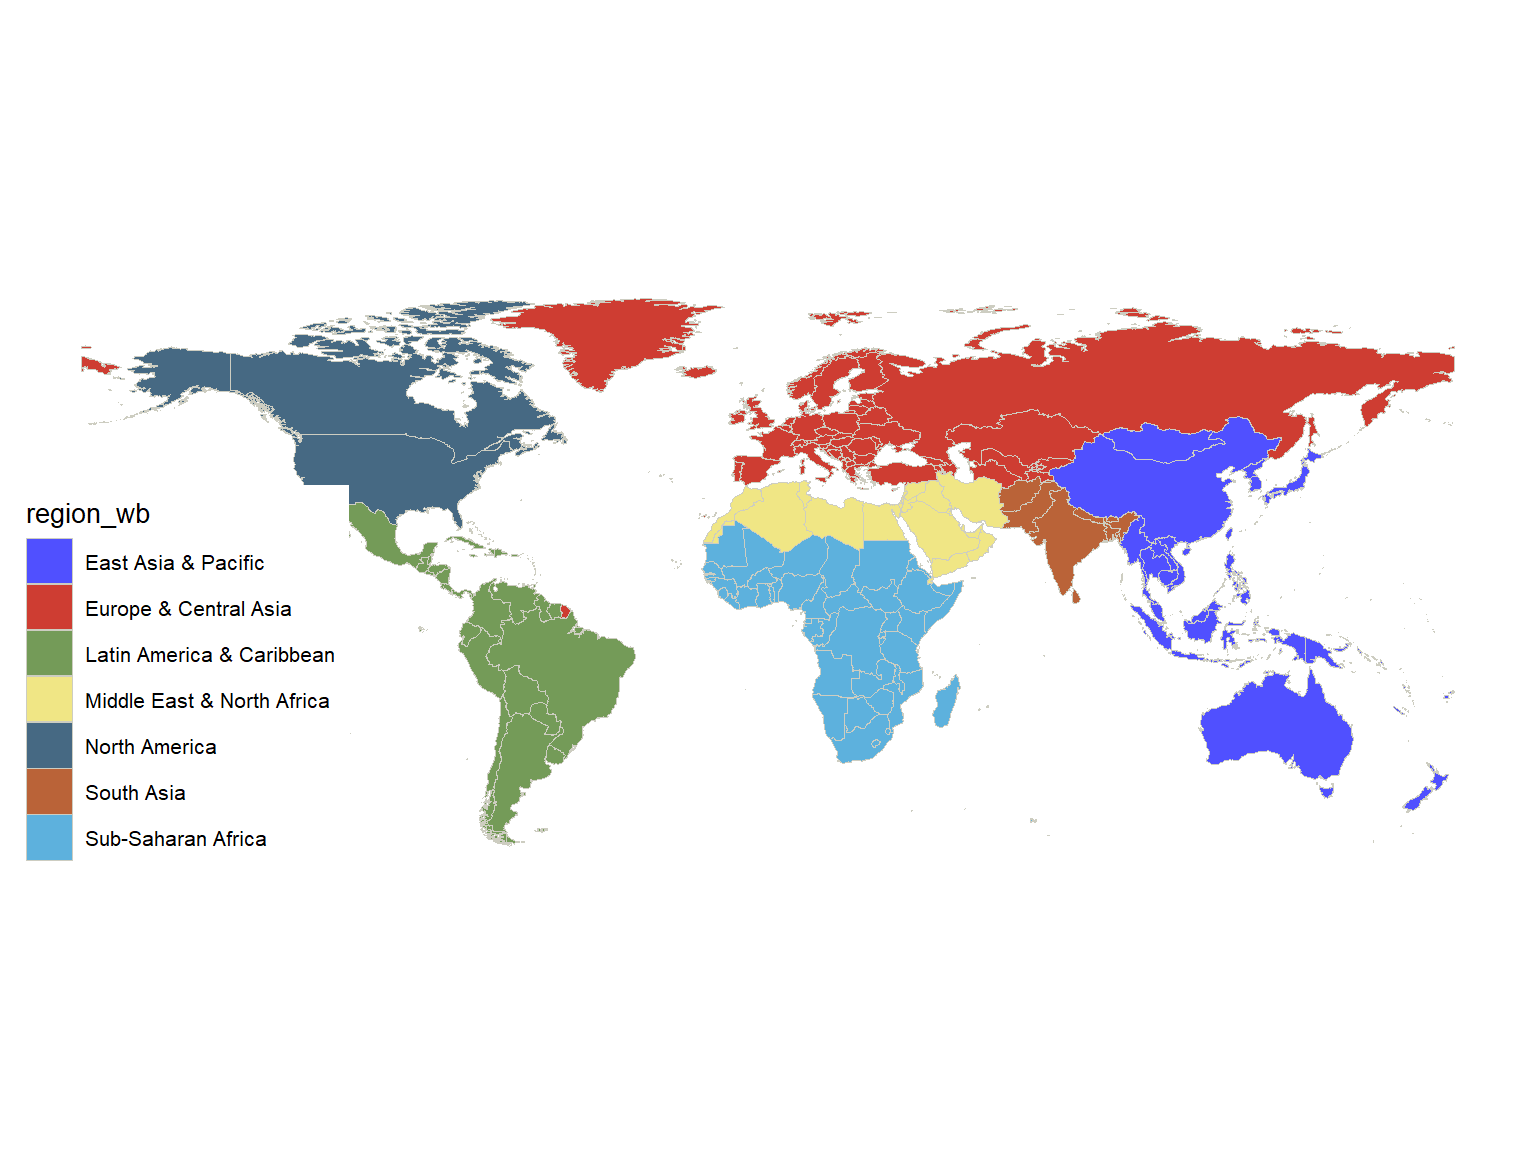 region_wb
East Asia & Pacific
Europe & Central Asia
Latin America & Caribbean
Middle East & North Africa
North America
South Asia
Sub-Saharan Africa